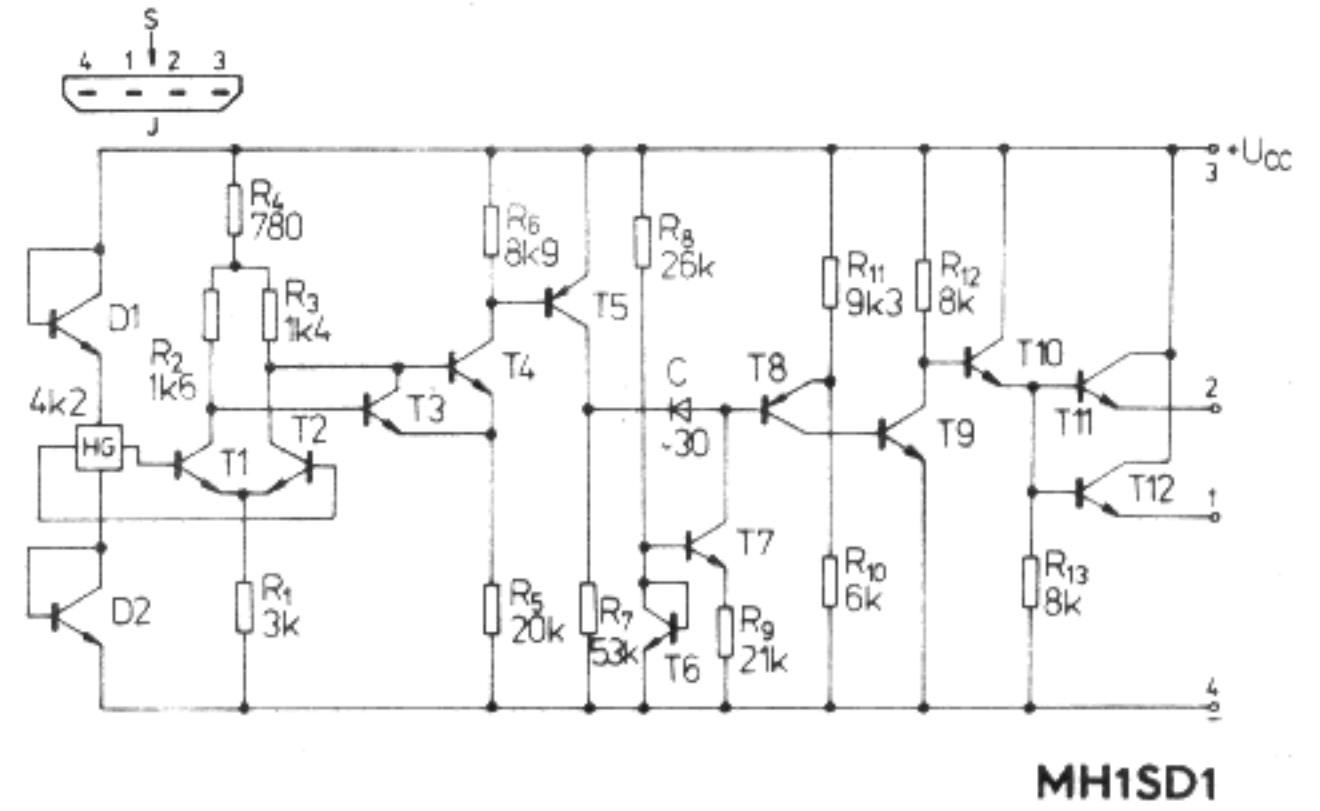 S
4 1 2 3
J
+UCC
3
R4
780
R6
8k9
R8
26k
R11
9k3
R12
8k
R3
1k4
D1
T5
R2
1k6
T4
T10
C
T8
4k2
T3
T11
2
HG
T1
T2
-30
T9
T12
1
T7
D2
R1
3k
R5
20k
R7
53k
T6
R9
21k
R10
6k
R13
8k
4
-
MH1SD1